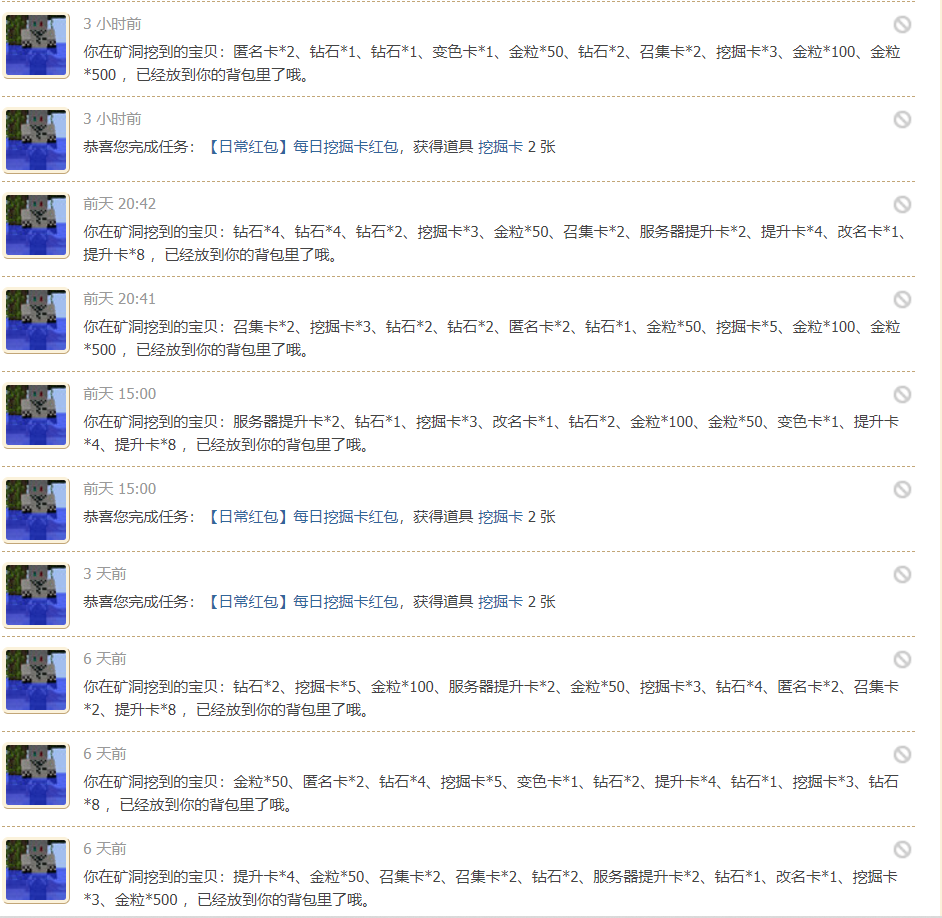 3 小时前
你在矿洞挖到的宝贝：匿名卡*2、钻石*1、钻石*1、变色卡*1、金粒*50、钻石*2、召集卡*2、挖掘卡*3、金粒*100、金粒
*500 ，已经放到你的背包里了哦。
3 小时前
恭喜您完成任务：【日常红包】每日挖掘卡红包，获得道具 挖掘卡 2 张
前天 20:42
你在矿洞挖到的宝贝：钻石*4、钻石*4、钻石*2、挖掘卡*3、金粒*50、召集卡*2、服务器提升卡*2、提升卡*4、改名卡*1、
提升卡*8 ，已经放到你的背包里了哦。
前天 20:41
你在矿洞挖到的宝贝：召集卡*2、挖掘卡*3、钻石*2、钻石*2、匿名卡*2、钻石*1、金粒*50、挖掘卡*5、金粒*100、金粒
*500 ，已经放到你的背包里了哦。
前天 15:00
你在矿洞挖到的宝贝：服务器提升卡*2、钻石*1、挖掘卡*3、改名卡*1、钻石*2、金粒*100、金粒*50、变色卡*1、提升卡
*4、提升卡*8 ，已经放到你的背包里了哦。
前天 15:00
恭喜您完成任务：【日常红包】每日挖掘卡红包，获得道具 挖掘卡 2 张
3 天前
恭喜您完成任务：【日常红包】每日挖掘卡红包，获得道具 挖掘卡 2 张
6 天前
你在矿洞挖到的宝贝：钻石*2、挖掘卡*5、金粒*100、服务器提升卡*2、金粒*50、挖掘卡*3、钻石*4、匿名卡*2、召集卡
*2、提升卡*8 ，已经放到你的背包里了哦。
6 天前
你在矿洞挖到的宝贝：金粒*50、匿名卡*2、钻石*4、挖掘卡*5、变色卡*1、钻石*2、提升卡*4、钻石*1、挖掘卡*3、钻石
*8 ，已经放到你的背包里了哦。
6 天前
你在矿洞挖到的宝贝：提升卡*4、金粒*50、召集卡*2、召集卡*2、钻石*2、服务器提升卡*2、钻石*1、改名卡*1、挖掘卡
*3、金粒*500 ，已经放到你的背包里了哦。